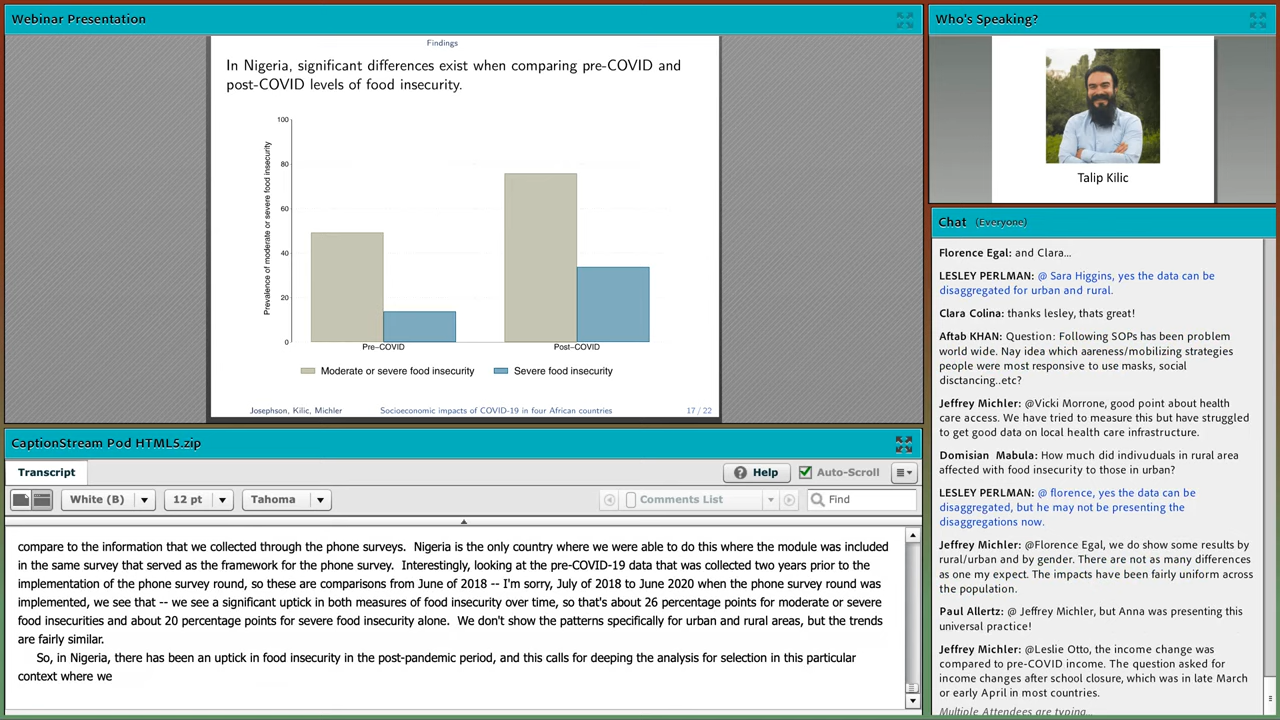 Webinar Presentation
Findings
In Nigeria, significant differences exist when comparing pre-COVID and
post-COVID levels of food insecurity.
Prevalence of moderate or severe food insecurity
100
80
60
40
20
0
Pre–COVID
Post–COVID
Moderate or severe food insecurity
Severe food insecurity
Josephson, Kilic, Michler
Socioeconomic impacts of COVID-19 in four African countries
17 / 22
Who's Speaking?
Talip Kilic
Chat (Everyone)
Florence Egal: and Clara...
LESLEY PERLMAN: @ Sara Higgins, yes the data can be
disaggregated for urban and rural.
Clara Colina: thanks lesley, thats great!
Aftab KHAN: Question: Following SOPs has been problem
world wide. Nay idea which aareness/mobilizing strategies
people were most responsive to use masks, social
disctancing..etc?
Jeffrey Michler: @Vicki Morrone, good point about health
care access. We have tried to measure this but have struggled
to get good data on local health care infrastructure.
Domisian Mabula: How much did indivuduals in rural area
affected with food insecurity to those in urban?
LESLEY PERLMAN: @ florence, yes the data can be
disaggregated, but he may not be presenting the
disaggregations now.
Jeffrey Michler: @Florence Egal, we do show some results by
rural/urban and by gender. There are not as many differences
as one my expect. The impacts have been fairly uniform across
the population.
Paul Allertz: @ Jeffrey Michler, but Anna was presenting this
universal practice!
Jeffrey Michler: @Leslie Otto, the income change was
compared to pre-COVID income. The question asked for
income changes after school closure, which was in late March
or early April in most countries.
Multiple Attendees are typing...
CaptionStream Pod HTML5.zip
Transcript
Help
Auto-Scroll
White (B)
12 pt
Tahoma
Comments List
Find
compare to the information that we collected through the phone surveys. Nigeria is the only country where we were able to do this where the module was included
in the same survey that served as the framework for the phone survey. Interestingly, looking at the pre-COVID-19 data that was collected two years prior to the
implementation of the phone survey round, so these are comparisons from June of 2018 -- I'm sorry, July of 2018 to June 2020 when the phone survey round was
implemented, we see that -- we see a significant uptick in both measures of food insecurity over time, so that's about 26 percentage points for moderate or severe
food insecurities and about 20 percentage points for severe food insecurity alone. We don't show the patterns specifically for urban and rural areas, but the trends
are fairly similar.
So, in Nigeria, there has been an uptick in food insecurity in the post-pandemic period, and this calls for deeping the analysis for selection in this particular
context where we